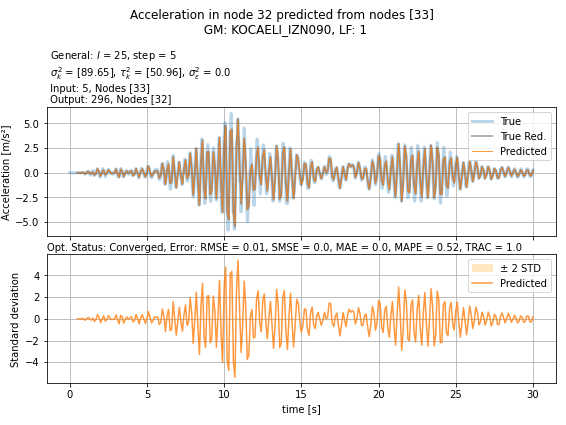 Acceleration in node 32 predicted from nodes [33]
GM: KOCAELI_IZN090, LF: 1
General: l = 25, step = 5
σ²ₖ = [89.65], τ²ₖ = [50.96], σ²_ε = 0.0
Input: 5, Nodes [33]
Output: 296, Nodes [32]
Acceleration [m/s²]
5.0
2.5
0.0
−2.5
−5.0
True
True Red.
Predicted
Opt. Status: Converged, Error: RMSE = 0.01, SMSE = 0.0, MAE = 0.0, MAPE = 0.52, TRAC = 1.0
Standard deviation
4
2
0
−2
−4
± 2 STD
Predicted
0 5 10 15 20 25 30
time [s]